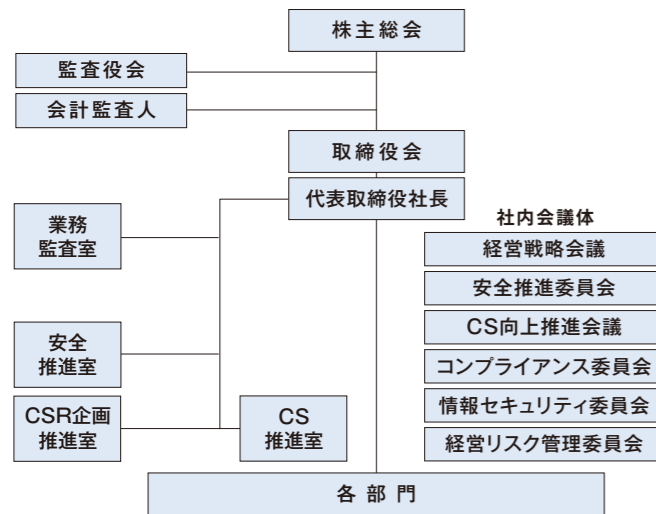 株主総会
監査役会
会計監査人
取締役会
代表取締役社長
業務
監査室
安全
推進室
CSR企画
推進室
CS
推進室
社内会議体
経営戦略会議
安全推進委員会
CS向上推進会議
コンプライアンス委員会
情報セキュリティ委員会
経営リスク管理委員会
各部門